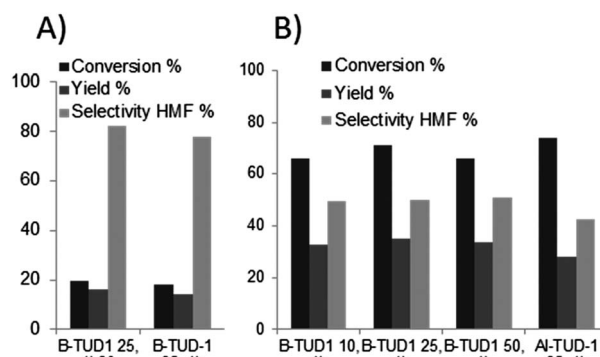 A)
Conversion %
Yield %
Selectivity HMF %
100
80
60
40
20
0
B-TUD1 25, B-TUD-1
B)
Conversion %
Yield %
Selectivity HMF %
100
80
60
40
20
0
B-TUD1 10, B-TUD1 25, B-TUD1 50, Al-TUD-1